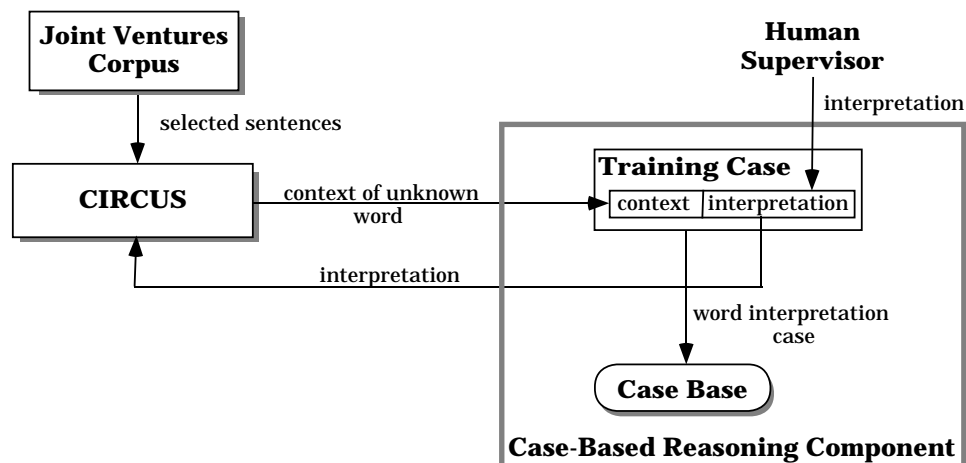 Joint Ventures
Corpus
Human
Supervisor
interpretation
selected sentences
Training Case
CIRCUS
context of unknown
word
context
interpretation
interpretation
word interpretation
case
Case Base
Case-Based Reasoning Component